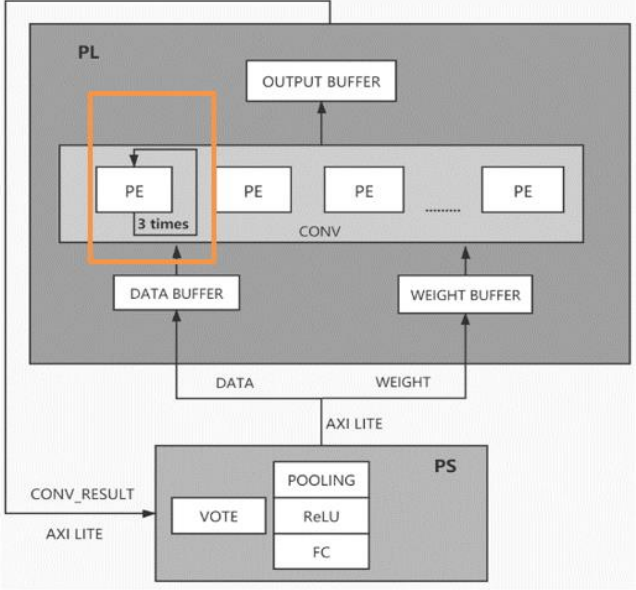 PL
OUTPUT BUFFER
PE
PE
PE
PE
3 times
.........
CONV
DATA BUFFER
WEIGHT BUFFER
DATA
WEIGHT
AXI LITE
PS
POOLING
CONV_RESULT
VOTE
ReLU
AXI LITE
FC